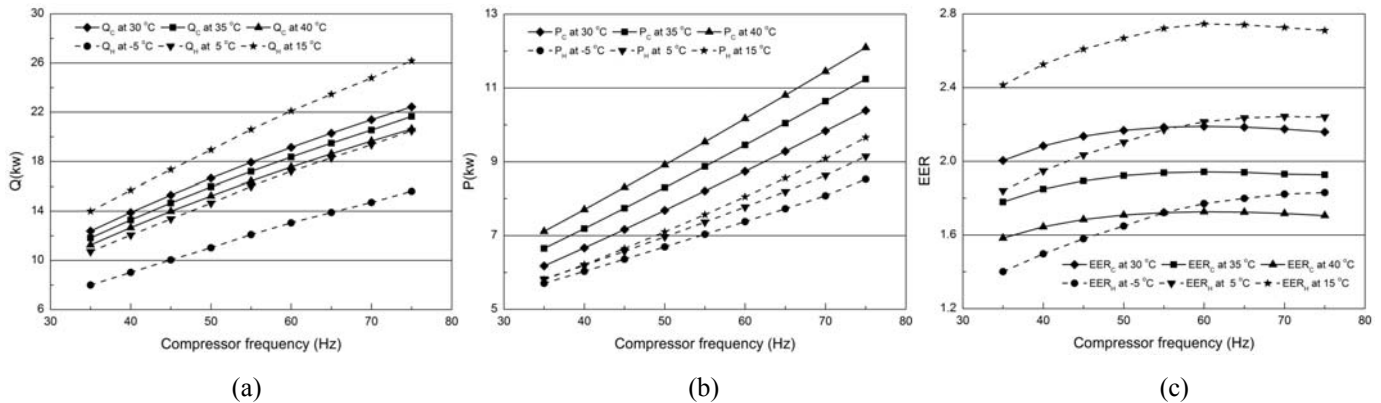 Q_C at 30 °C Q_C at 35 °C Q_C at 40 °C
Q_H at -5 °C Q_H at 5 °C Q_H at 15 °C
30
26
22
18
14
10
6
Q(kw)
30 40 50 60 70 80
Compressor frequency (Hz)
(a)
P_C at 30 °C P_C at 35 °C P_C at 40 °C
P_H at -5 °C P_H at 5 °C P_H at 15 °C
13
11
9
7
5
P(kw)
30 40 50 60 70 80
Compressor frequency (Hz)
(b)
2.8
2.4
2.0
1.6
1.2
EER
EER_C at 30 °C EER_C at 35 °C EER_C at 40 °C
EER_H at -5 °C EER_H at 5 °C EER_H at 15 °C
30 40 50 60 70 80
Compressor frequency (Hz)
(c)